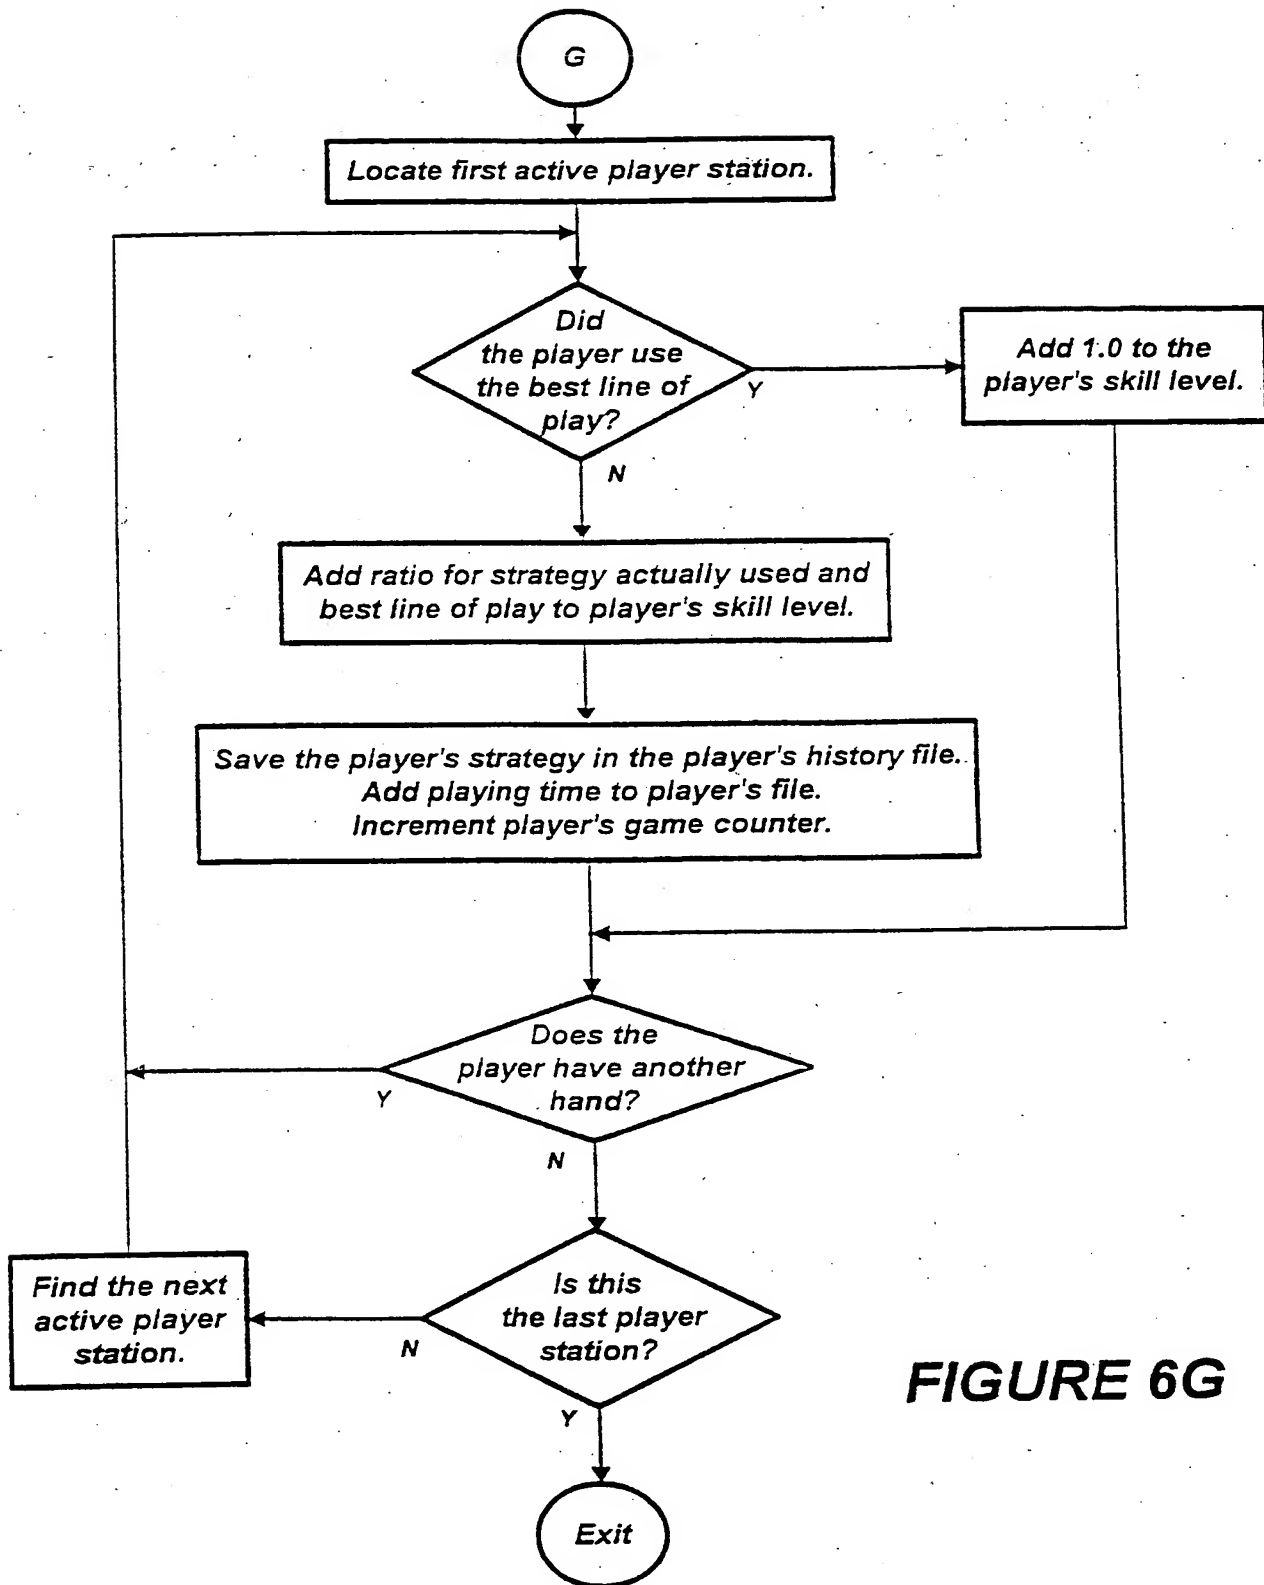 G
Locate first active player station.
Did
the player use
the best line of
play?
Y
Add 1.0 to the
player's skill level.
N
Add ratio for strategy actually used and
best line of play to player's skill level.
Save the player's strategy in the player's history file.
Add playing time to player's file.
Increment player's game counter.
Does the
player have another
hand?
Y
N
Find the next
active player
station.
Is this
the last player
station?
N
Y
Exit
FIGURE 6G